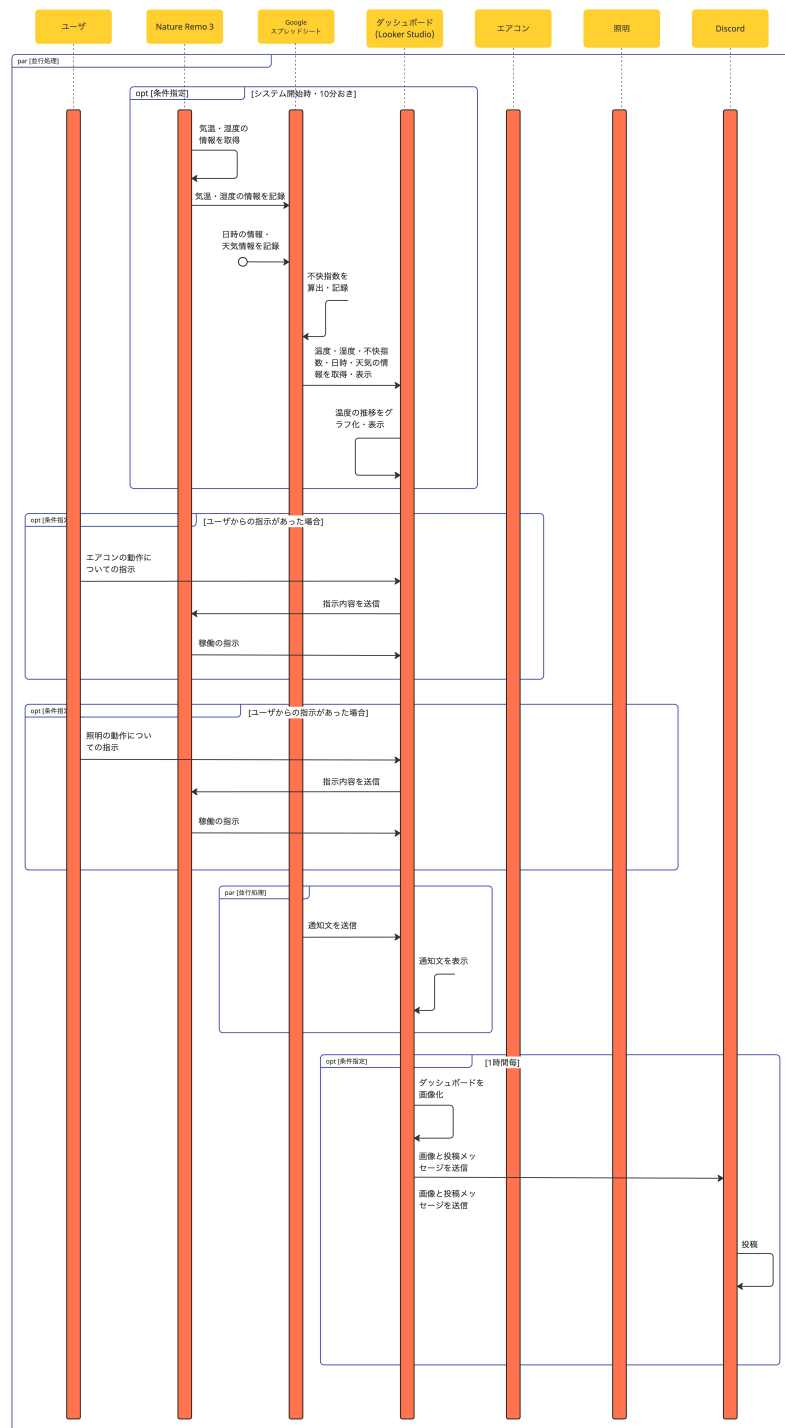 ユーザ
Nature Remo 3
Google
スプレッドシート
ダッシュボード
(Looker Studio)
エアコン
照明
Discord
par [並行処理]
opt [条件指定]
[システム開始時・10分おき]
気温・湿度の
情報を取得
気温・湿度の情報を記録
日時の情報・
天気情報を記録
不快指数を
算出・記録
温度・湿度・不快指
数・日時・天気の情
報を取得・表示
温度の推移をグ
ラフ化・表示
opt [条件指定
[ユーザからの指示があった場合]
エアコンの動作に
ついての指示
指示内容を送信
稼働の指示
opt [条件指定
[ユーザからの指示があった場合]
照明の動作につい
ての指示
指示内容を送信
稼働の指示
par [並行処理]
通知文を送信
通知文を表示
opt [条件指定]
[1時間毎]
ダッシュボードを
画像化
画像と投稿メッ
セージを送信
画像と投稿メッ
セージを送信
投稿